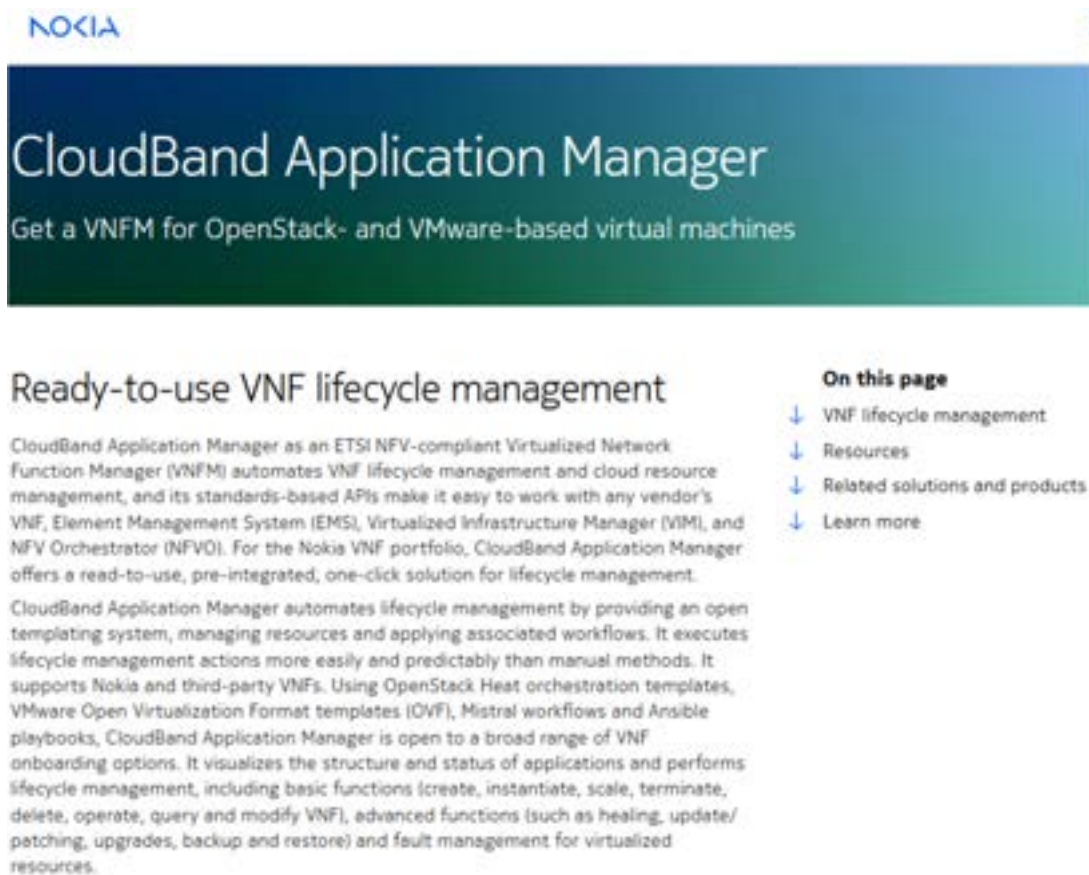 NOKIA
CloudBand Application Manager
Get a VNFM for OpenStack- and VMware-based virtual machines
Ready-to-use VNF lifecycle management
CloudBand Application Manager as an ETSI NFV-compliant Virtualized Network
Function Manager (VNFM) automates VNF lifecycle management and cloud resource
management, and its standards-based APIs make it easy to work with any vendor's
VNF, Element Management System (EMS), Virtualized Infrastructure Manager (VIM), and
NFV Orchestrator (NFVO). For the Nokia VNF portfolio, CloudBand Application Manager
offers a ready-to-use, pre-integrated, one-click solution for lifecycle management.
CloudBand Application Manager automates lifecycle management by providing an open
templating system, managing resources and applying associated workflows. It executes
lifecycle management actions more easily and predictably than manual methods. It
supports Nokia and third-party VNFs. Using OpenStack Heat orchestration templates,
VMware Open Virtualization Format templates (OVF), Mistral workflows and Ansible
playbooks, CloudBand Application Manager is open to a broad range of VNF
onboarding options. It visualizes the structure and status of applications and performs
lifecycle management, including basic functions (create, instantiate, scale, terminate,
delete, operate, query and modify VNF), advanced functions (such as healing, update/
patching, upgrades, backup and restore) and fault management for virtualized
resources.
On this page
↓ VNF lifecycle management
↓ Resources
↓ Related solutions and products
↓ Learn more